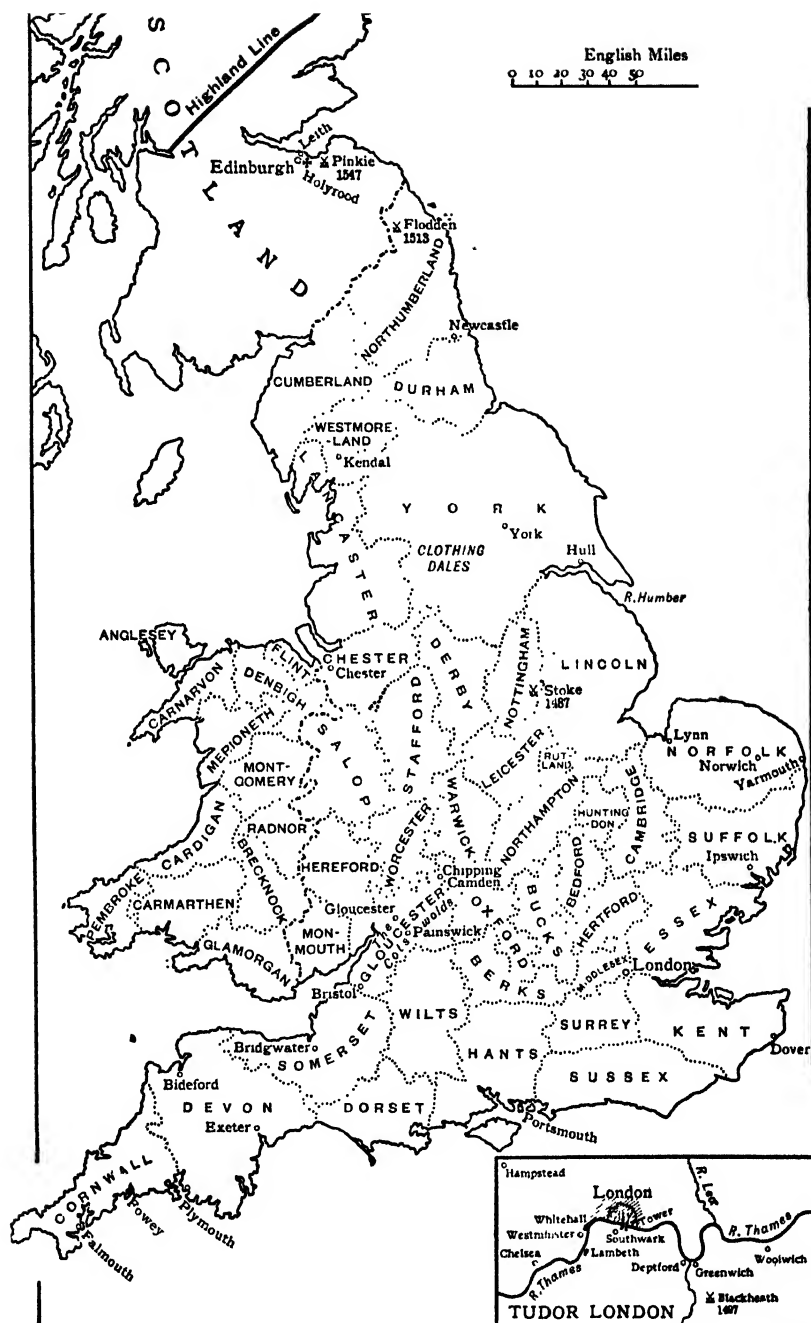 English Miles
0 10 20 30 40 50
SCOTLAND
Highland Line
Leith
Edinburgh
Holyrood
Pinkie
1547
Flodden
1513
NORTHUMBERLAND
Newcastle
CUMBERLAND
DURHAM
WESTMORE-
-LAND
Kendal
LANCASTER
YORK
York
CLOTHING
DALES
Hull
R. Humber
ANGLESEY
CARNARVON
FLINT
DENBIGH
CHESTER
Chester
DERBY
NOTTINGHAM
LINCOLN
Stoke
1487
MERIONETH
SALOP
STAFFORD
LEICESTER
RUT-
LAND
Lynn
NORFOLK
Norwich
Yarmouth
MONT-
GOMERY
WARWICK
NORTHAMPTON
HUNTING
DON
CAMBRIDGE
SUFFOLK
Ipswich
CARDIGAN
RADNOR
HEREFORD
WORCESTER
Chipping
Camden
BEDFORD
PEMBROKE
CARMARTHEN
BRECKNOCK
Gloucester
GLOUCESTER
The Cotswolds
Painswick
OXFORD
BUCKS
HERTFORD
ESSEX
GLAMORGAN
MON-
MOUTH
BERKS
MIDDLESEX
London
Bristol
WILTS
SURREY
KENT
Dover
Bridgwater
SOMERSET
HANTS
SUSSEX
Bideford
DEVON
DORSET
Exeter
Portsmouth
CORNWALL
Plymouth
Fowey
Falmouth
Hampstead
London
R. Lea
Whitehall
Tower
Westminster
Southwark
R. Thames
Chelsea
Lambeth
Woolwich
R. Thames
Deptford
Greenwich
Blackheath
1497
TUDOR LONDON